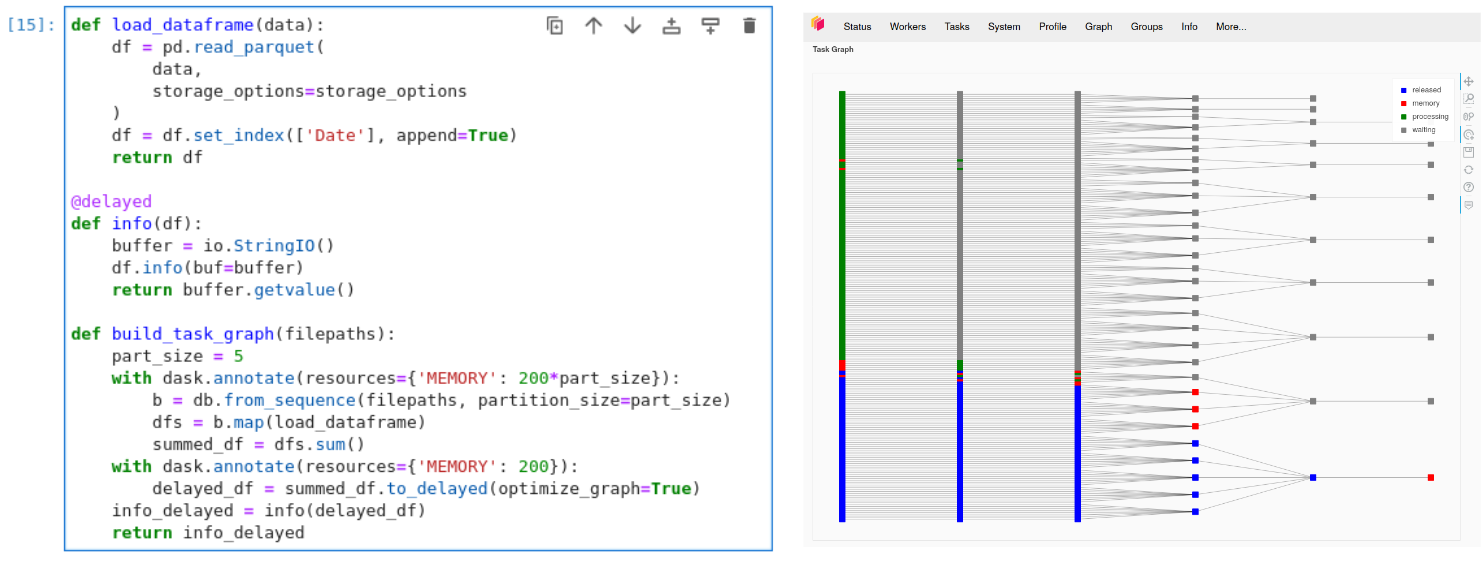 [15]:
def load_dataframe(data):
    df = pd.read_parquet(
        data,
        storage_options=storage_options
    )
    df = df.set_index(['Date'], append=True)
    return df

@delayed
def info(df):
    buffer = io.StringIO()
    df.info(buf=buffer)
    return buffer.getvalue()

def build_task_graph(filepaths):
    part_size = 5
    with dask.annotate(resources={'MEMORY': 200*part_size}):
        b = db.from_sequence(filepaths, partition_size=part_size)
        dfs = b.map(load_dataframe)
        summed_df = dfs.sum()
    with dask.annotate(resources={'MEMORY': 200}):
        delayed_df = summed_df.to_delayed(optimize_graph=True)
    info_delayed = info(delayed_df)
    return info_delayed
Status Workers Tasks System Profile Graph Groups Info More...
Task Graph
released
memory
processing
waiting